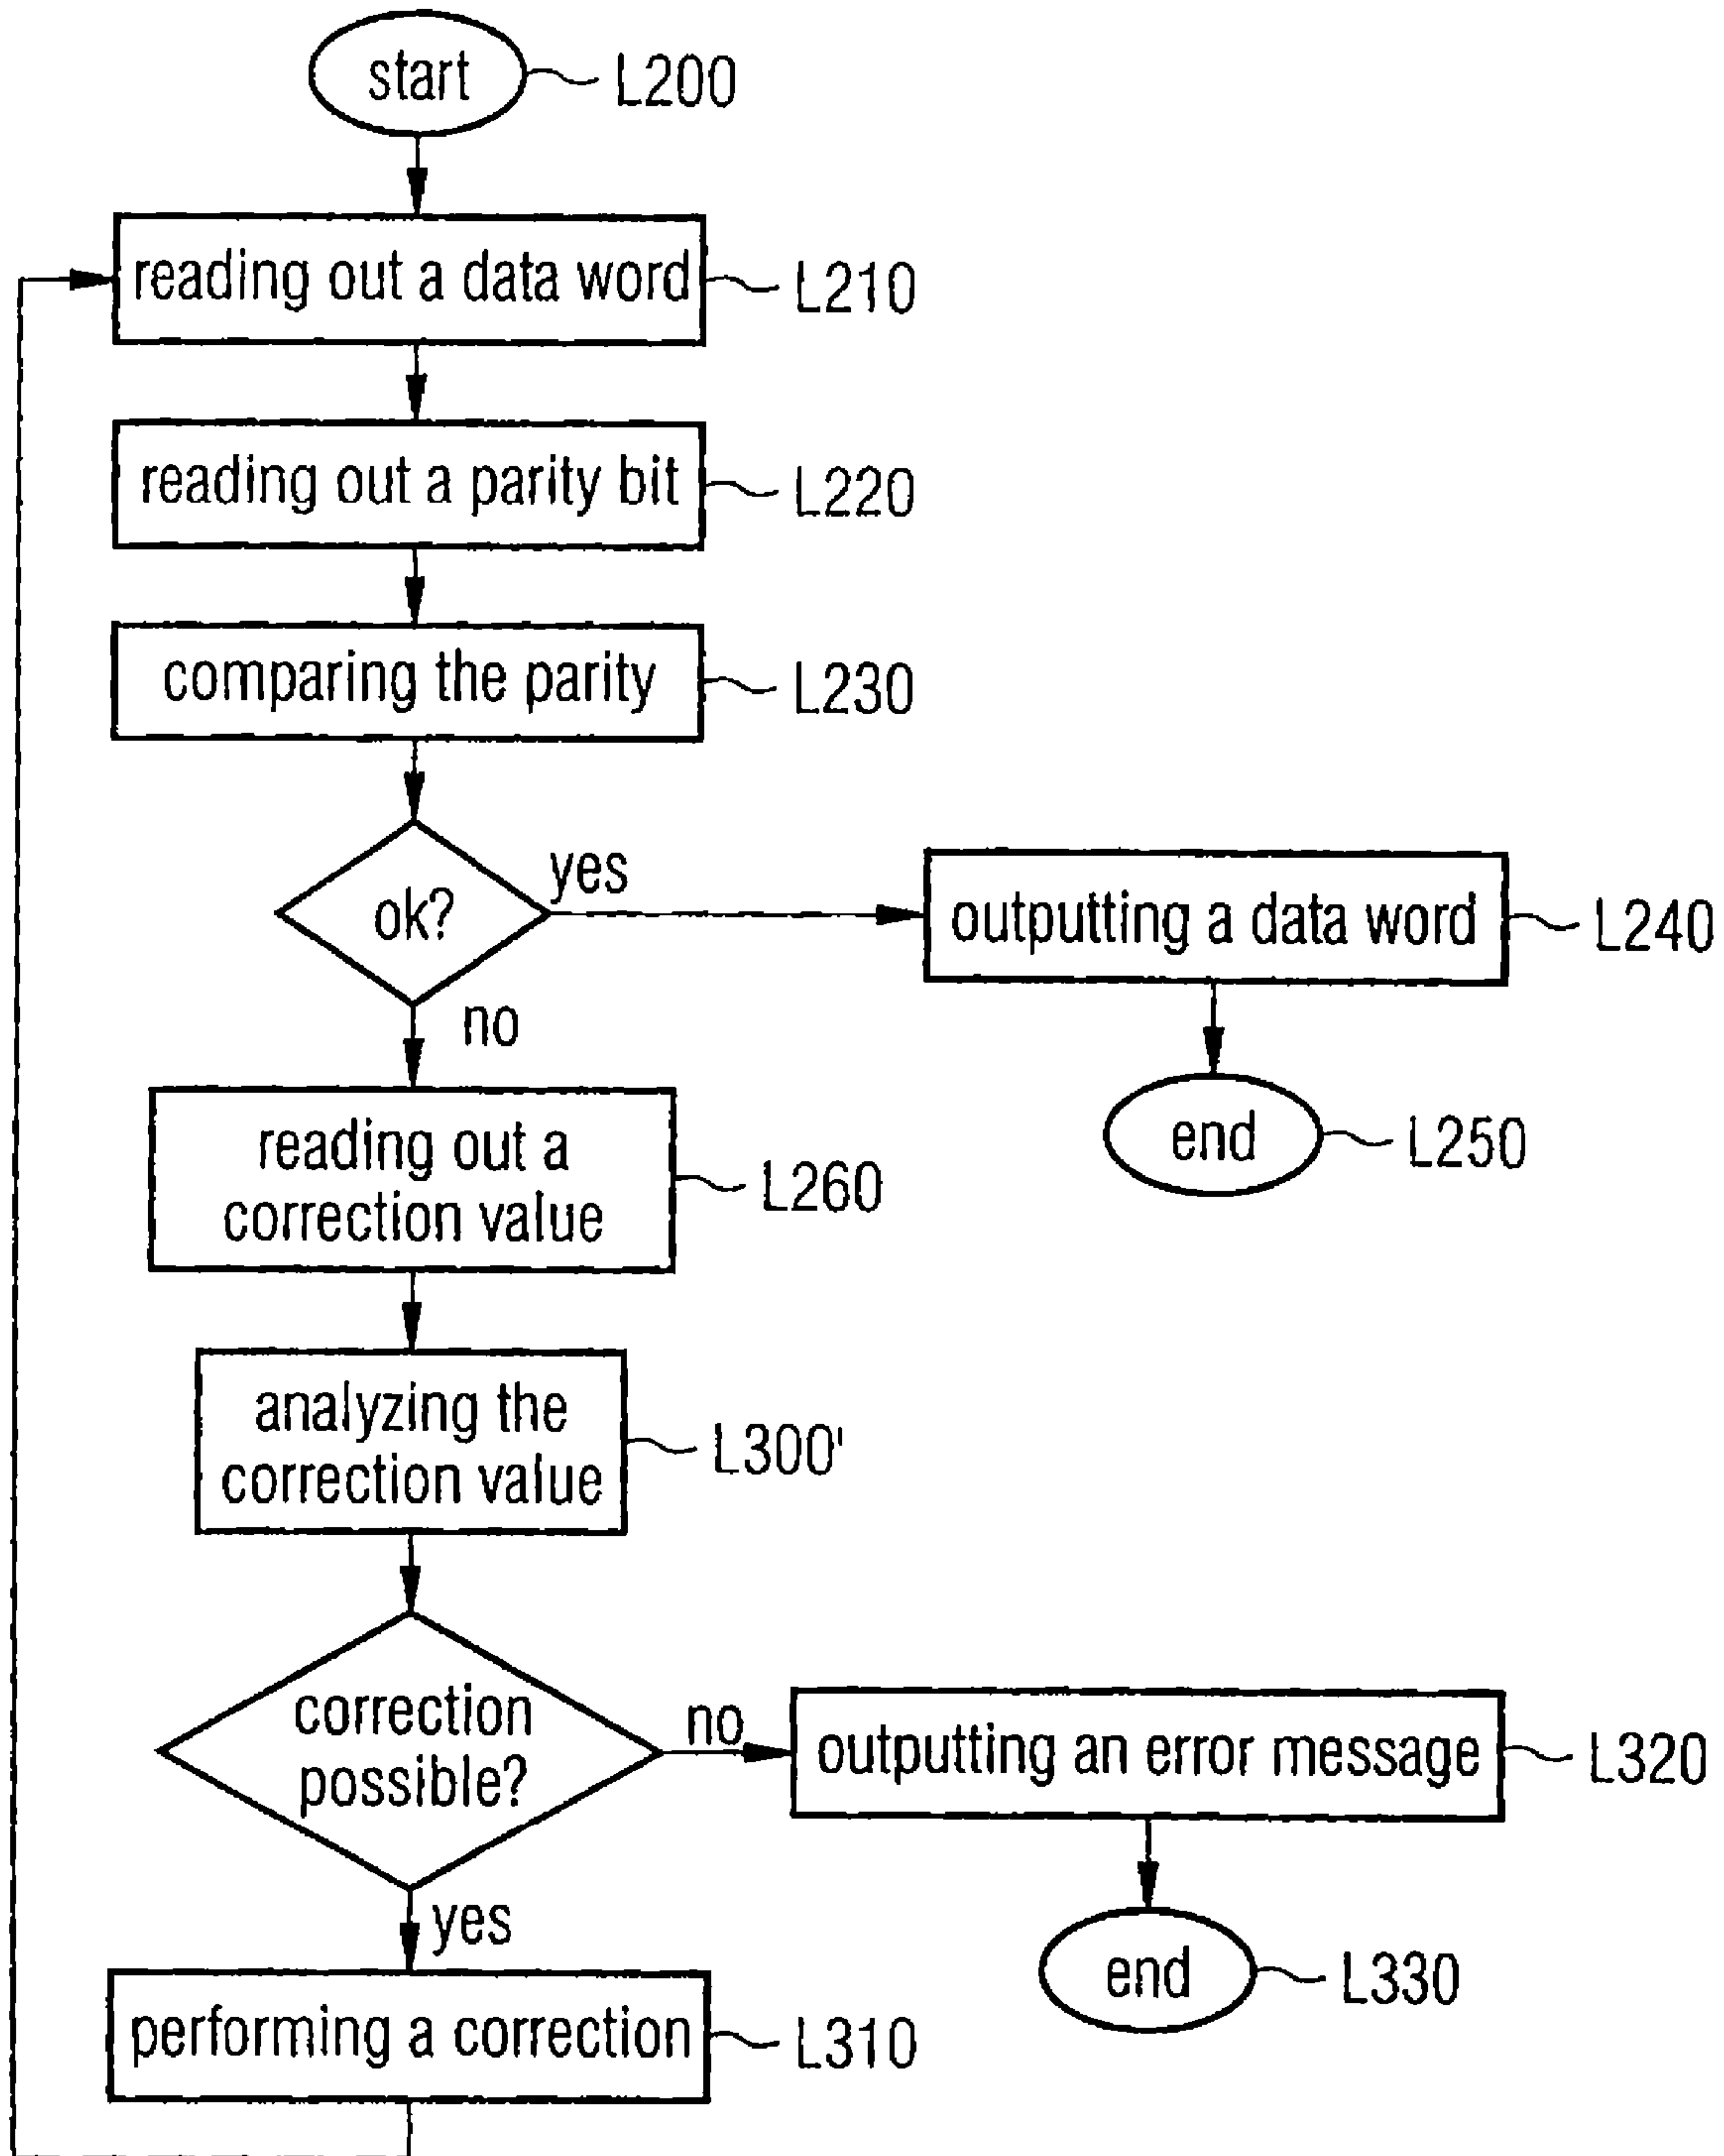 start
L200
reading out a data word
L210
reading out a parity bit
L220
comparing the parity
L230
ok?
yes
outputting a data word
L240
no
end
L250
reading out a
correction value
L260
analyzing the
correction value
L300'
correction
possible?
no
outputting an error message
L320
yes
end
L330
performing a correction
L310